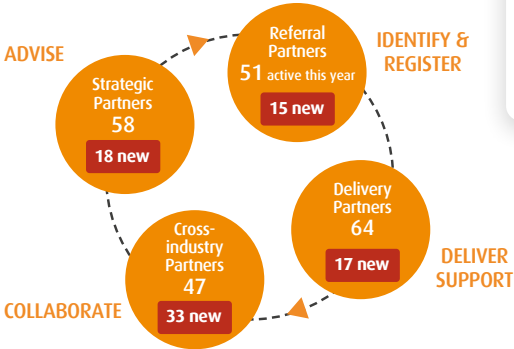 ADVISE
Strategic
Partners
58
18 new
Referral
Partners
51 active this year
15 new
IDENTIFY &
REGISTER
Delivery
Partners
64
17 new
DELIVER
SUPPORT
Cross-
industry
Partners
47
33 new
COLLABORATE